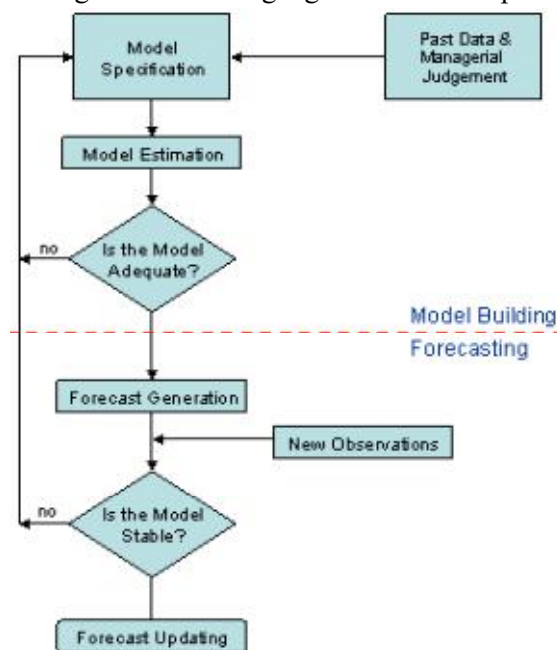 Model
Specification
Past Data &
Managerial
Judgement
Model Estimation
no
Is the Model
Adequate?
Model Building
Forecasting
Forecast Generation
New Observations
no
Is the Model
Stable?
Forecast Updating